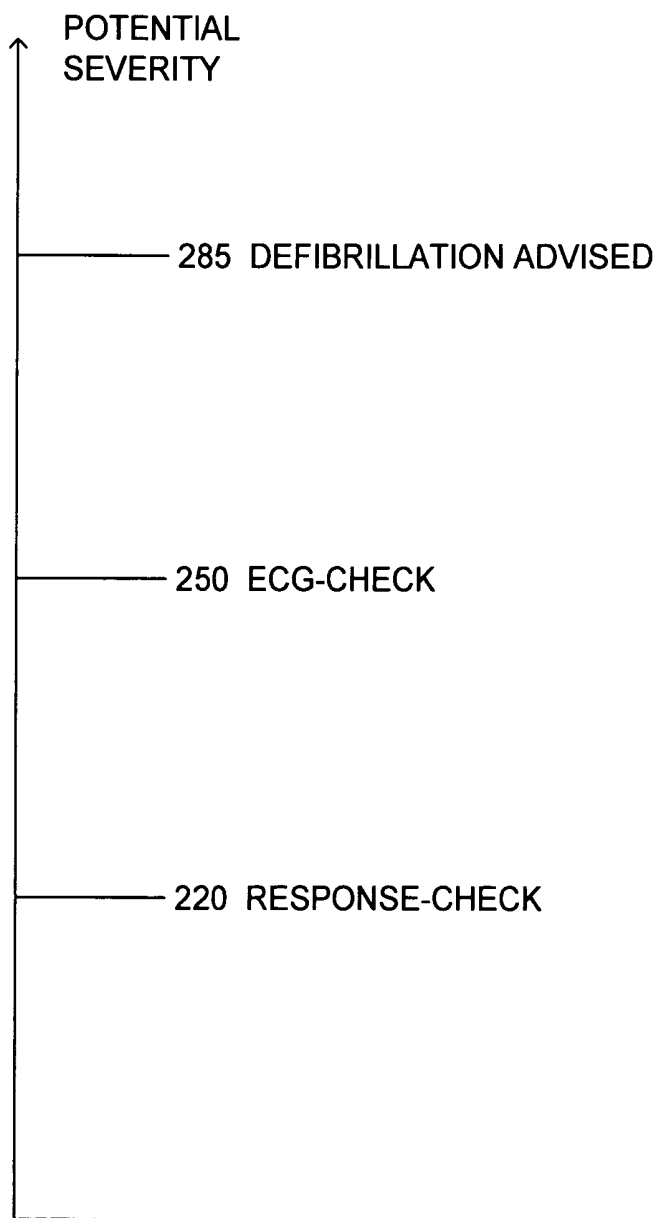 POTENTIAL
SEVERITY
285 DEFIBRILLATION ADVISED
250 ECG-CHECK
220 RESPONSE-CHECK